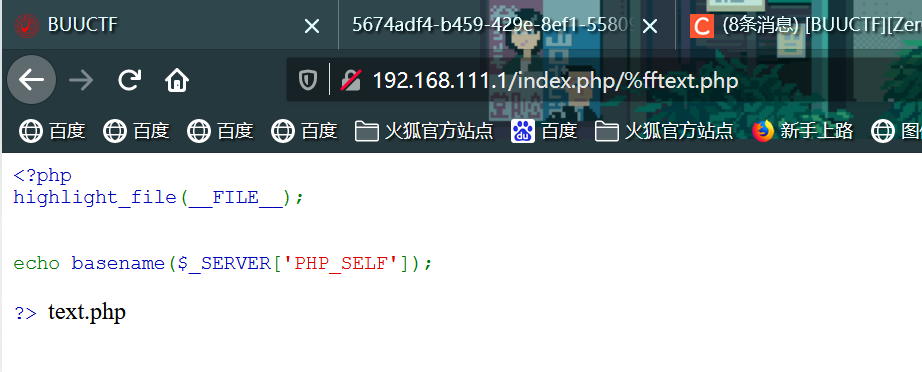 BUUCTF
5674adf4-b459-429e-8ef1-5580
(8条消息) [BUUCTF][Zer
192.168.111.1/index.php/%fftext.php
百度 百度 百度 百度 火狐官方站点 百度 火狐官方站点 新手上路 图
<?php
highlight_file(__FILE__);
echo basename($_SERVER['PHP_SELF']);
?> text.php